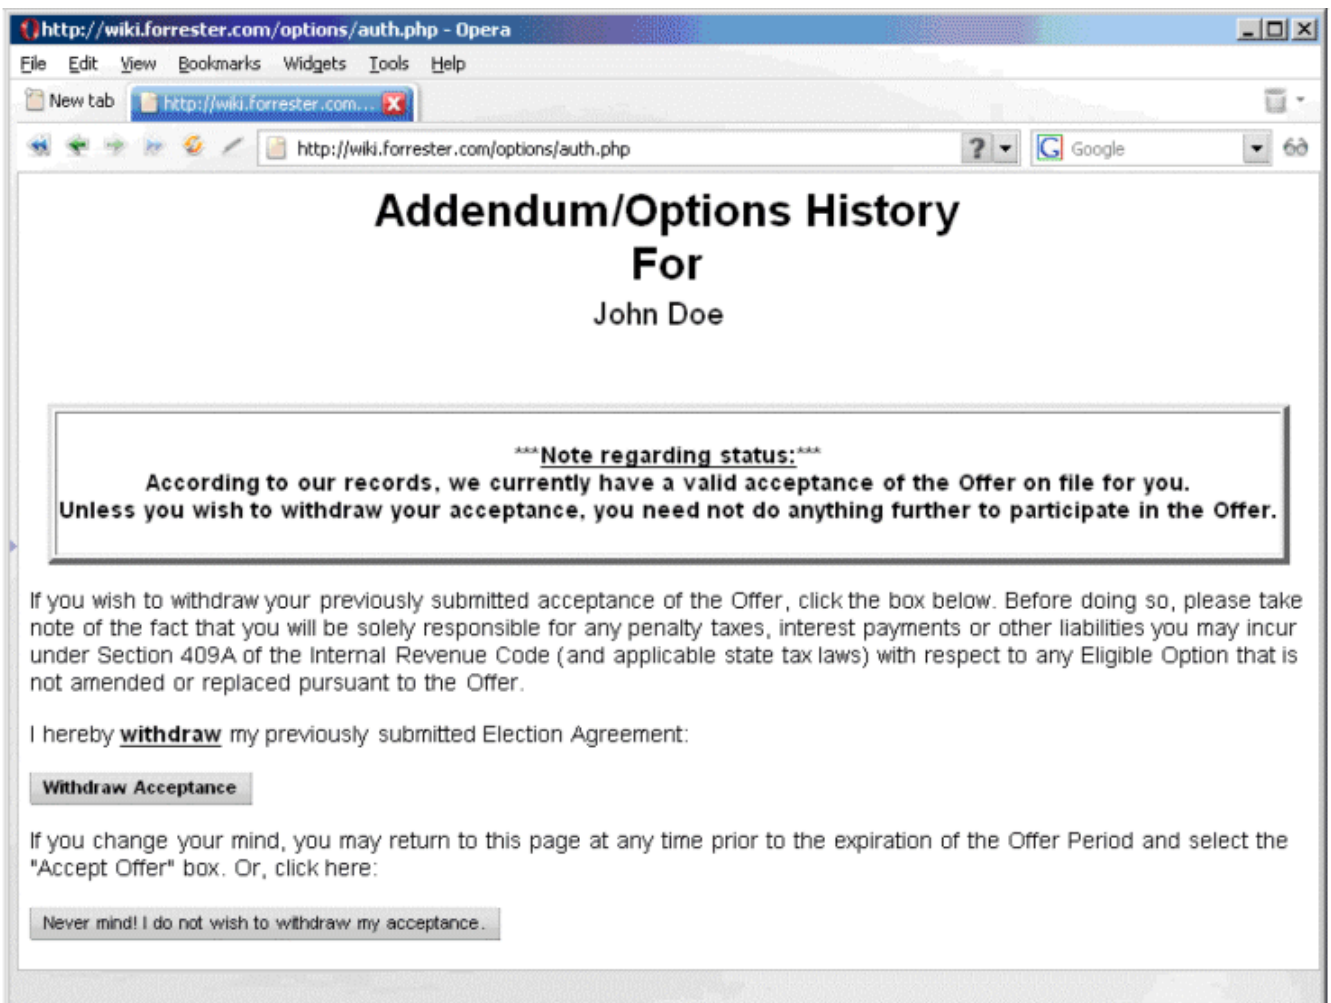 http://wiki.forrester.com/options/auth.php - Opera
File Edit View Bookmarks Widgets Tools Help
New tab http://wiki.forrester.com...
http://wiki.forrester.com/options/auth.php ? G Google
Addendum/Options History
For
John Doe
***Note regarding status:***
According to our records, we currently have a valid acceptance of the Offer on file for you.
Unless you wish to withdraw your acceptance, you need not do anything further to participate in the Offer.
If you wish to withdraw your previously submitted acceptance of the Offer, click the box below. Before doing so, please take
note of the fact that you will be solely responsible for any penalty taxes, interest payments or other liabilities you may incur
under Section 409A of the Internal Revenue Code (and applicable state tax laws) with respect to any Eligible Option that is
not amended or replaced pursuant to the Offer.
I hereby withdraw my previously submitted Election Agreement:
Withdraw Acceptance
If you change your mind, you may return to this page at any time prior to the expiration of the Offer Period and select the
"Accept Offer" box. Or, click here:
Never mind! I do not wish to withdraw my acceptance.